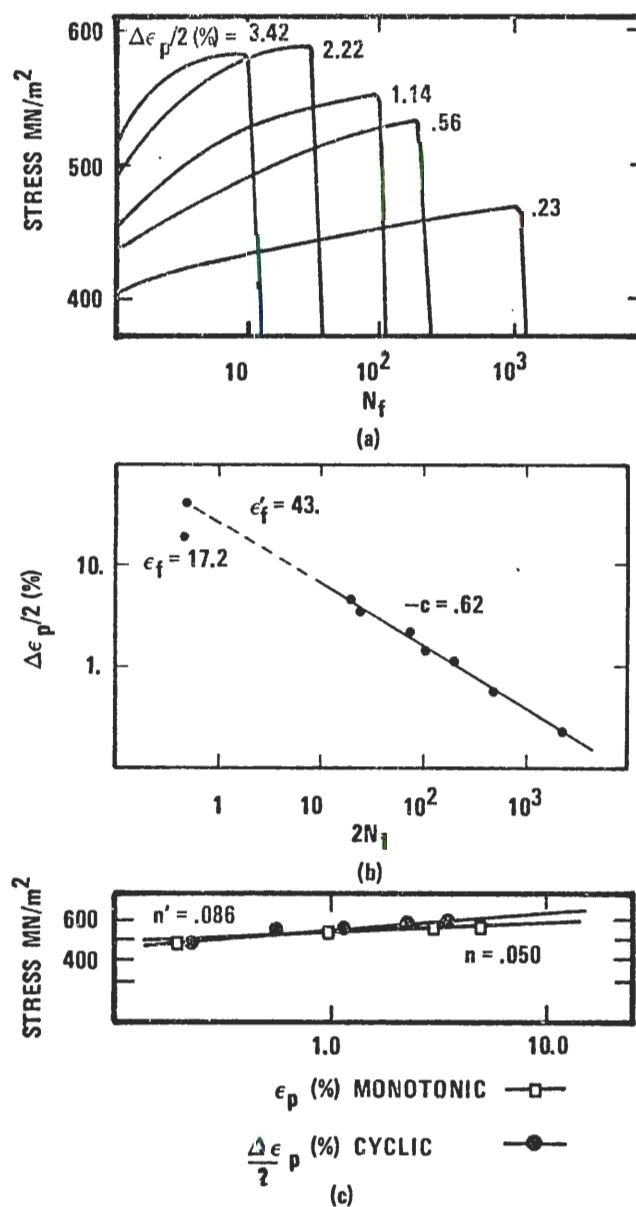 600
Δϵp/2 (%) = 3.42
2.22
1.14
.56
.23
500
400
STRESS MN/m²
10
10²
10³
Nf
(a)
ϵ'f = 43.
ϵf = 17.2
-c = .62
10.
1.
Δϵp/2 (%)
1
10
10²
10³
2Nf
(b)
n' = .086
n = .050
600
400
STRESS MN/m²
1.0
10.0
ϵp (%) MONOTONIC
Δϵ/2 p (%) CYCLIC
(c)